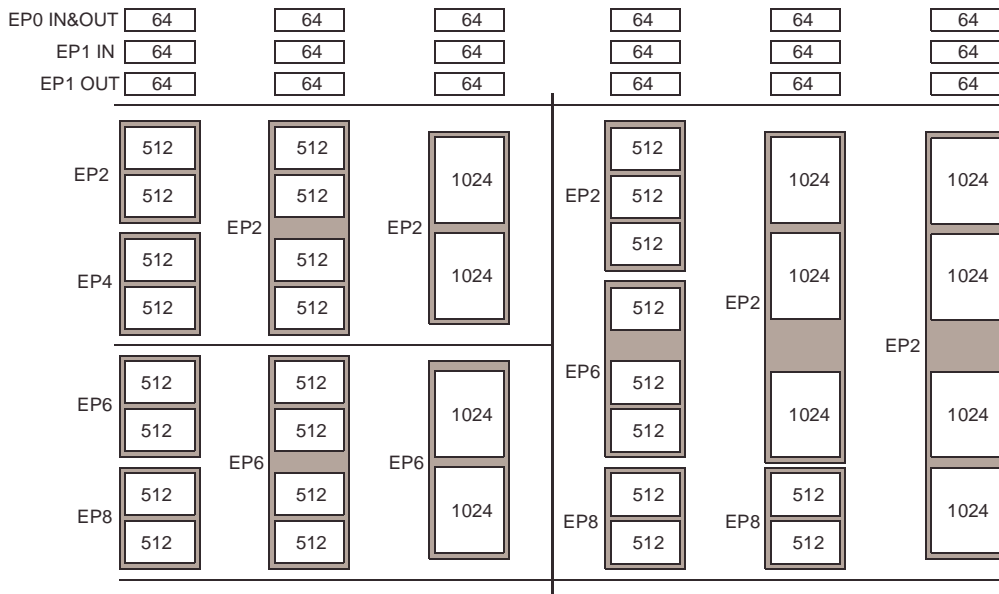 EP0 IN&OUT 64 64 64 64 64 64
EP1 IN 64 64 64 64 64 64
EP1 OUT 64 64 64 64 64 64
512 512 512
EP2 1024 1024 1024
512 512 EP2 512
EP2 EP2 512
512 512
EP4 1024 1024 1024
512 512 512
EP2
EP2
512 512 EP6 512
EP6 1024 1024 1024
512 512 512
EP6 EP6
512 512 512 512
EP8 1024 EP8 EP8 1024
512 512 512 512